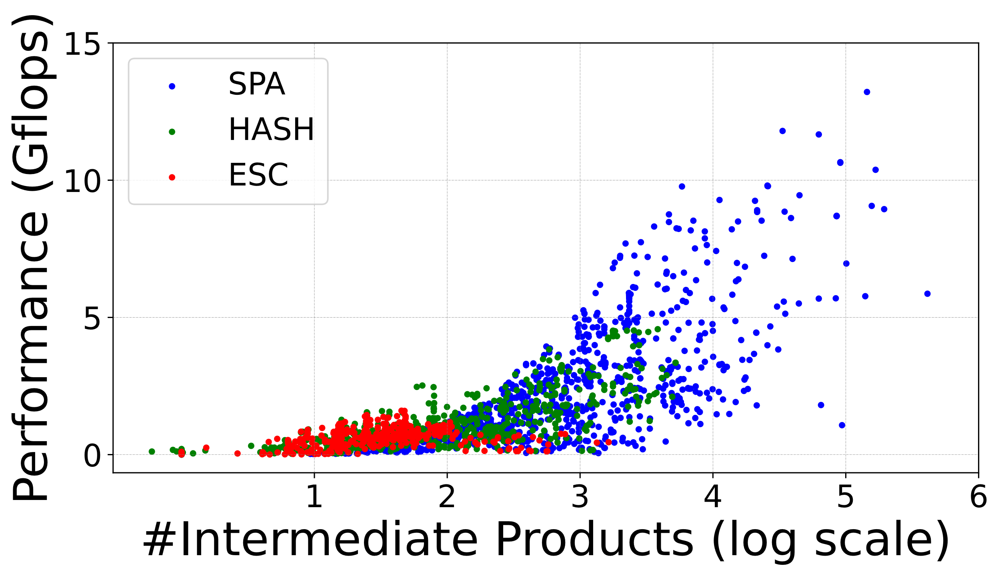 Performance (Gflops)
15
10
5
0
SPA
HASH
ESC
1 2 3 4 5 6
#Intermediate Products (log scale)